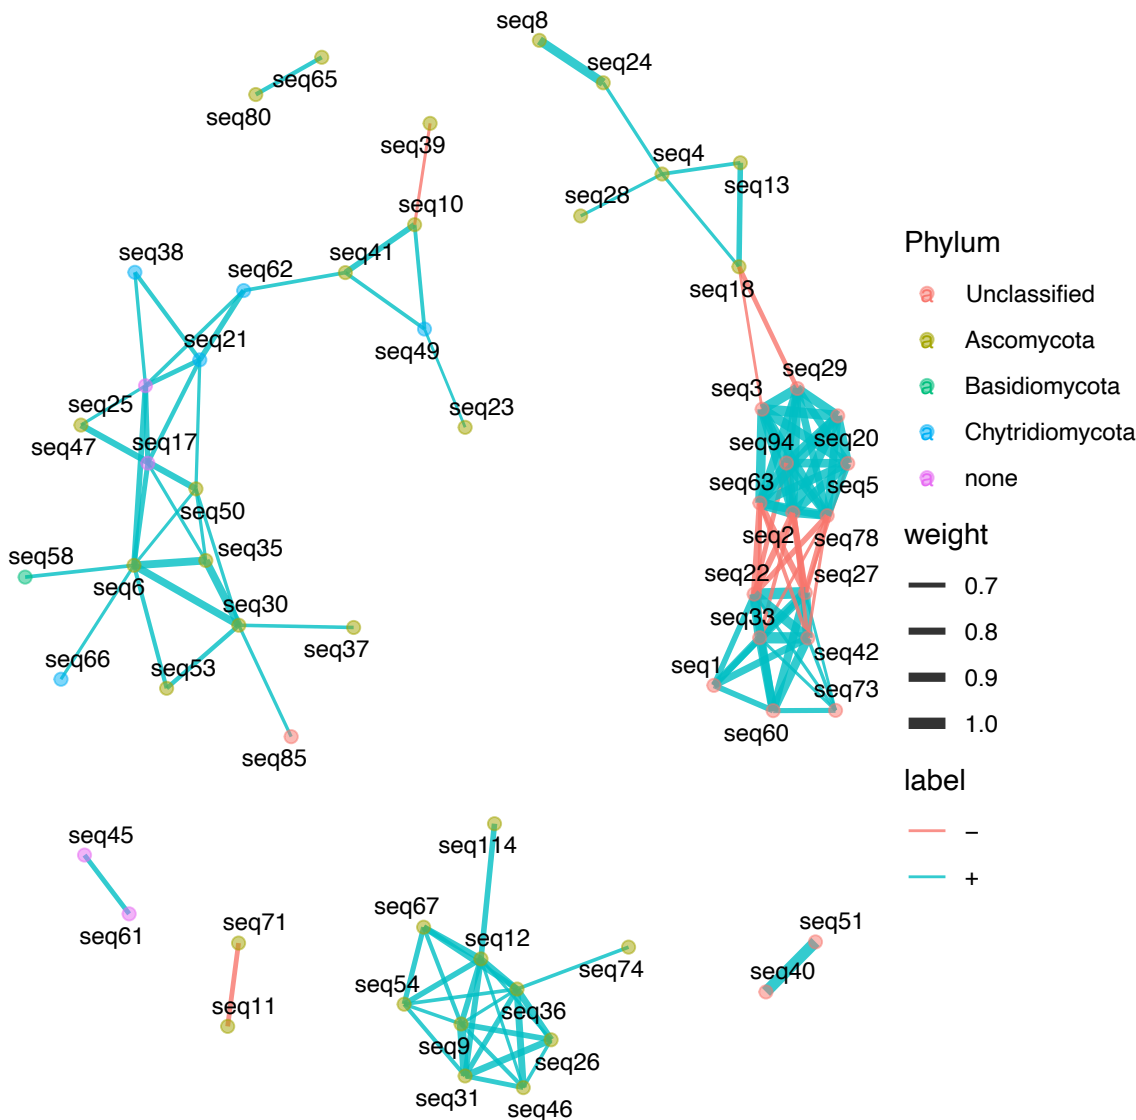 seq8
seq24
seq65
seq80
seq39
seq4
seq13
seq28
seq10
seq38
seq62
seq41
seq18
seq21
seq49
seq29
seq3
seq25
seq23
seq47
seq17
seq94
seq20
seq63
seq5
seq50
seq58
seq35
seq2
seq78
seq6
seq22
seq27
seq30
seq33
seq66
seq53
seq37
seq1
seq42
seq73
seq85
seq60
seq45
seq61
seq114
seq67
seq71
seq12
seq51
seq54
seq74
seq40
seq11
seq36
seq9
seq26
seq31
seq46
Phylum
a Unclassified
a Ascomycota
a Basidiomycota
a Chytridiomycota
a none
weight
0.7
0.8
0.9
1.0
label
−
+